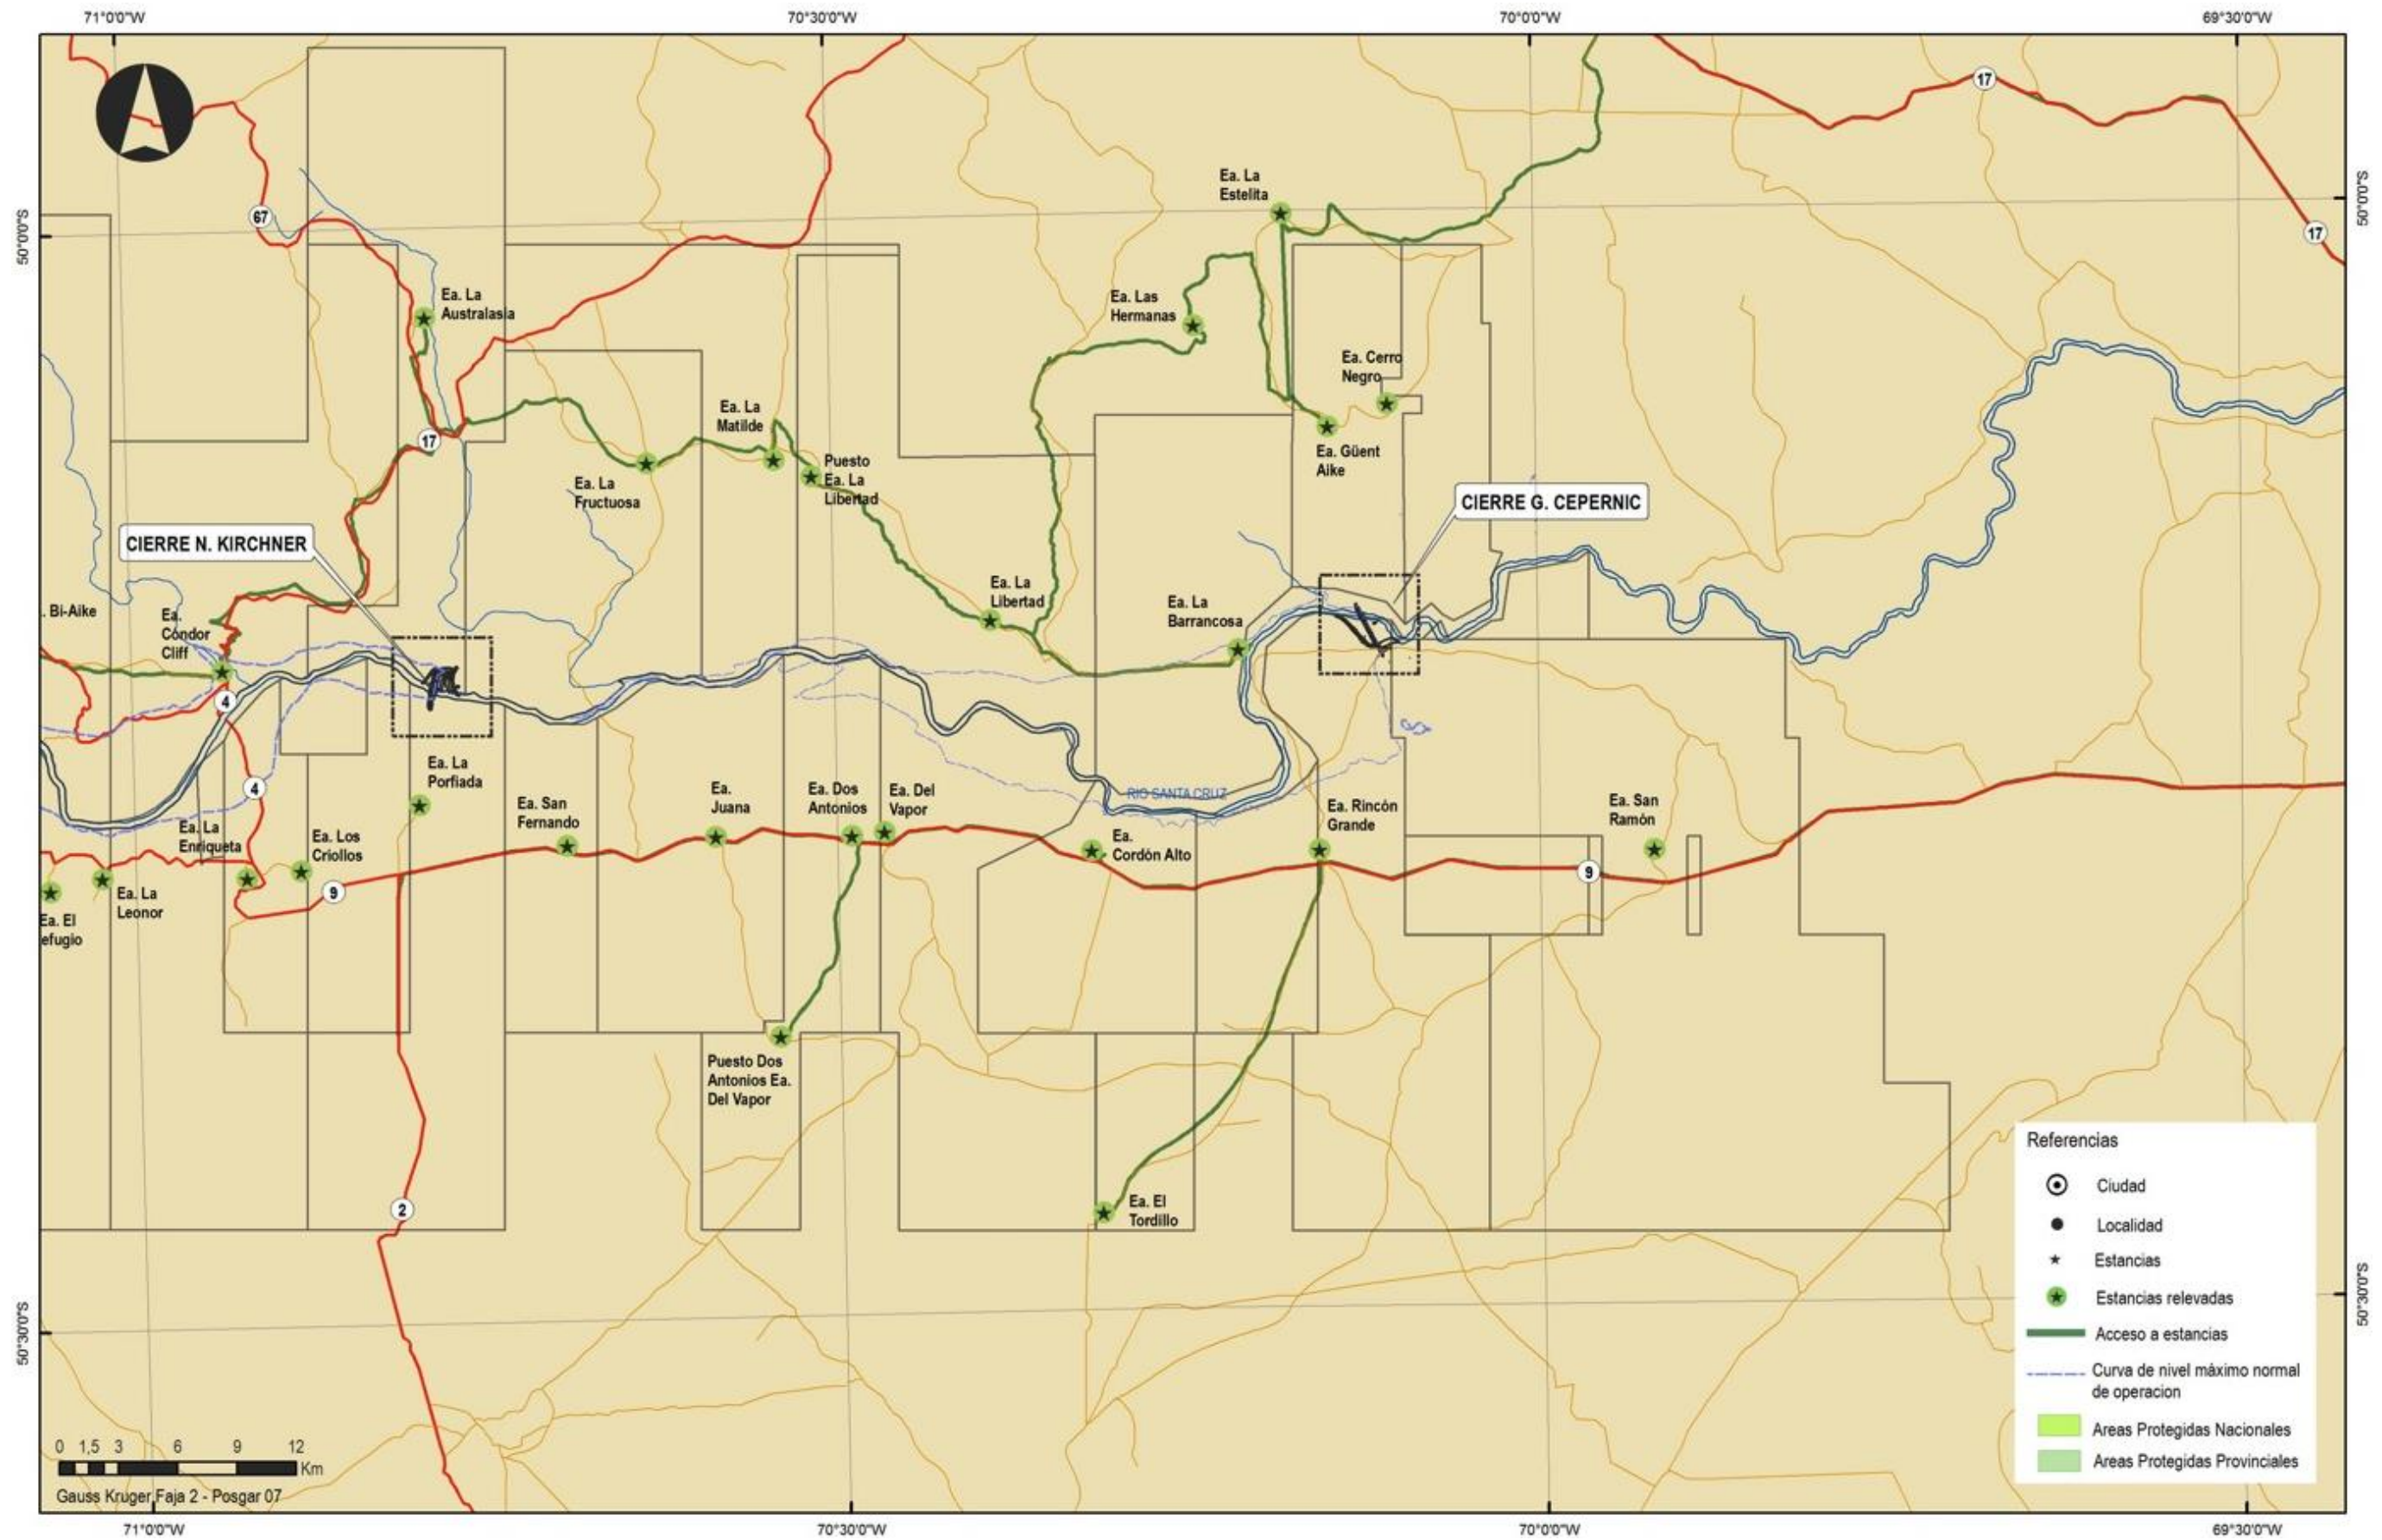 71°0'0"W
70°30'0"W
70°0'0"W
69°30'0"W
17
Ea. La
Estelita
50°0'0"S
50°0'0"S
67
17
Ea. La
Australasia
Ea. Las
Hermanas
Ea. Cerro
Negro
Ea. La
Matilde
17
Ea. Güent
Aike
Puesto
Ea. La
Libertad
Ea. La
Fructuosa
CIERRE G. CEPERNIC
CIERRE N. KIRCHNER
Ea. La
Libertad
. Bi-Aike
Ea.
Cóndor
Cliff
Ea. La
Barrancosa
4
Ea. La
Porfiada
4
Ea. San
Fernando
Ea.
Juana
Ea. Dos
Antonios
Ea. Del
Vapor
RIO SANTA CRUZ
Ea. Rincón
Grande
Ea. San
Ramón
Ea. La
Enriqueta
Ea. Los
Criollos
Ea.
Cordón Alto
9
9
Ea. La
Leonor
Ea. El
efugio
Puesto Dos
Antonios Ea.
Del Vapor
Ea. El
Tordillo
2
50°30'0"S
50°30'0"S
Referencias
Ciudad
Localidad
Estancias
Estancias relevadas
Acceso a estancias
Curva de nivel máximo normal
de operacion
Areas Protegidas Nacionales
Areas Protegidas Provinciales
0 1,5 3 6 9 12
Km
Gauss Kruger Faja 2 - Posgar 07
71°0'0"W
70°30'0"W
70°0'0"W
69°30'0"W